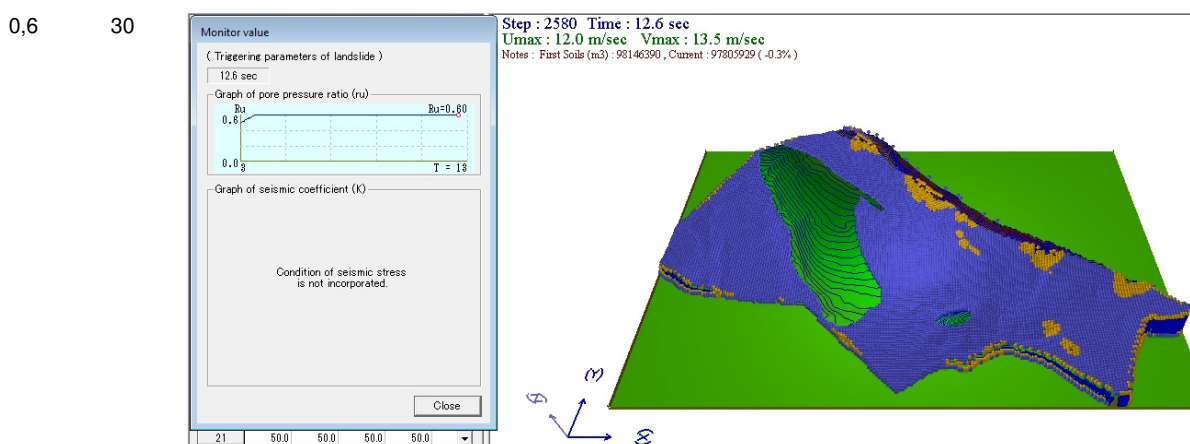 0,6 30
Monitor value
( Triggering parameters of landslide )
12.6 sec
Graph of pore pressure ratio (ru)
Ru Ru=0.60
0.6
0.0 3 T = 13
Graph of seismic coefficient (K)
Condition of seismic stress
is not incorporated.
Close
21 50.0 50.0 50.0 50.0
Step : 2580 Time : 12.6 sec
Umax : 12.0 m/sec Vmax : 13.5 m/sec
Notes : First Soils (m3) : 98146390 , Current : 97805929 ( -0.3%)
(Y)
(Z)
(X)